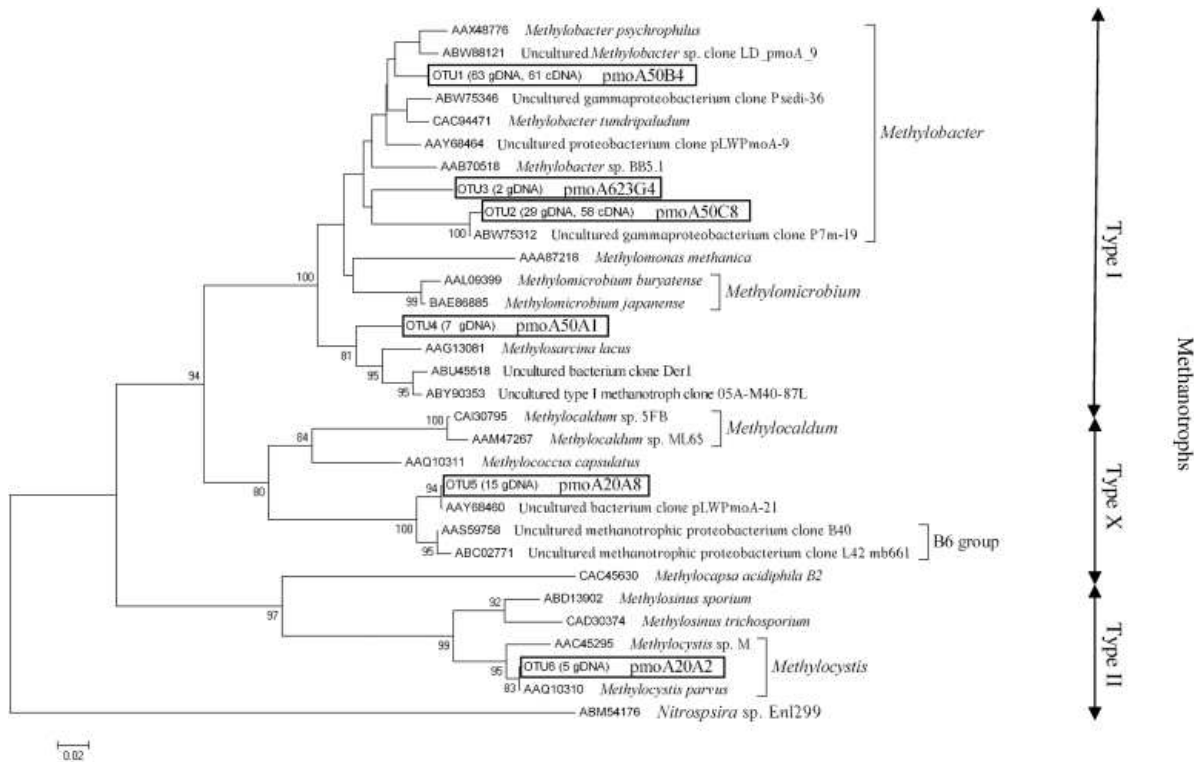 AAX48776 Methylobacter psychrophilus
ABW88121 Uncultured Methylobacter sp. clone LD_pmoA_9
OTU1 (63 gDNA, 61 cDNA) pmoA50B4
ABW75346 Uncultured gammaproteobacterium clone Psedi-36
CAC94471 Methylobacter tundripaludum
Methylobacter
AAY68464 Uncultured proteobacterium clone pLWPmoA-9
AAB70518 Methylobacter sp. BB5.1
OTU3 (2 gDNA) pmoA623G4
OTU2 (29 gDNA, 58 cDNA) pmoA50C8
100 ABW75312 Uncultured gammaproteobacterium clone P7m-19
Type I
AAA87218 Methylomonas methanica
100
AAL09399 Methylomicrobium buryatense
Methylomicrobium
99 BAE86885 Methylomicrobium japanense
OTU4 (7 gDNA) pmoA50A1
81
AAG13081 Methylosarcina lacus
95
ABU45518 Uncultured bacterium clone Der1
94
95 ABY90353 Uncultured type I methanotroph clone 05A-M40-87L
Methanotrophs
100 CAI30795 Methylocaldum sp. 5FB
Methylocaldum
84
AAM47267 Methylocaldum sp. ML65
AAQ10311 Methylococcus capsulatus
80
94 OTU5 (15 gDNA) pmoA20A8
AAY68460 Uncultured bacterium clone pLWPmoA-21
Type X
100
AAS59758 Uncultured methanotrophic proteobacterium clone B40
B6 group
95 ABC02771 Uncultured methanotrophic proteobacterium clone L42 mb661
CAC45630 Methylocapsa acidiphila B2
97
92 ABD13902 Methylosinus sporium
CAD30374 Methylosinus trichosporium
99
AAC45295 Methylocystis sp. M
Type II
95 OTU6 (5 gDNA) pmoA20A2
Methylocystis
83 AAQ10310 Methylocystis parvus
ABM54176 Nitrospsira sp. Enl299
0.02